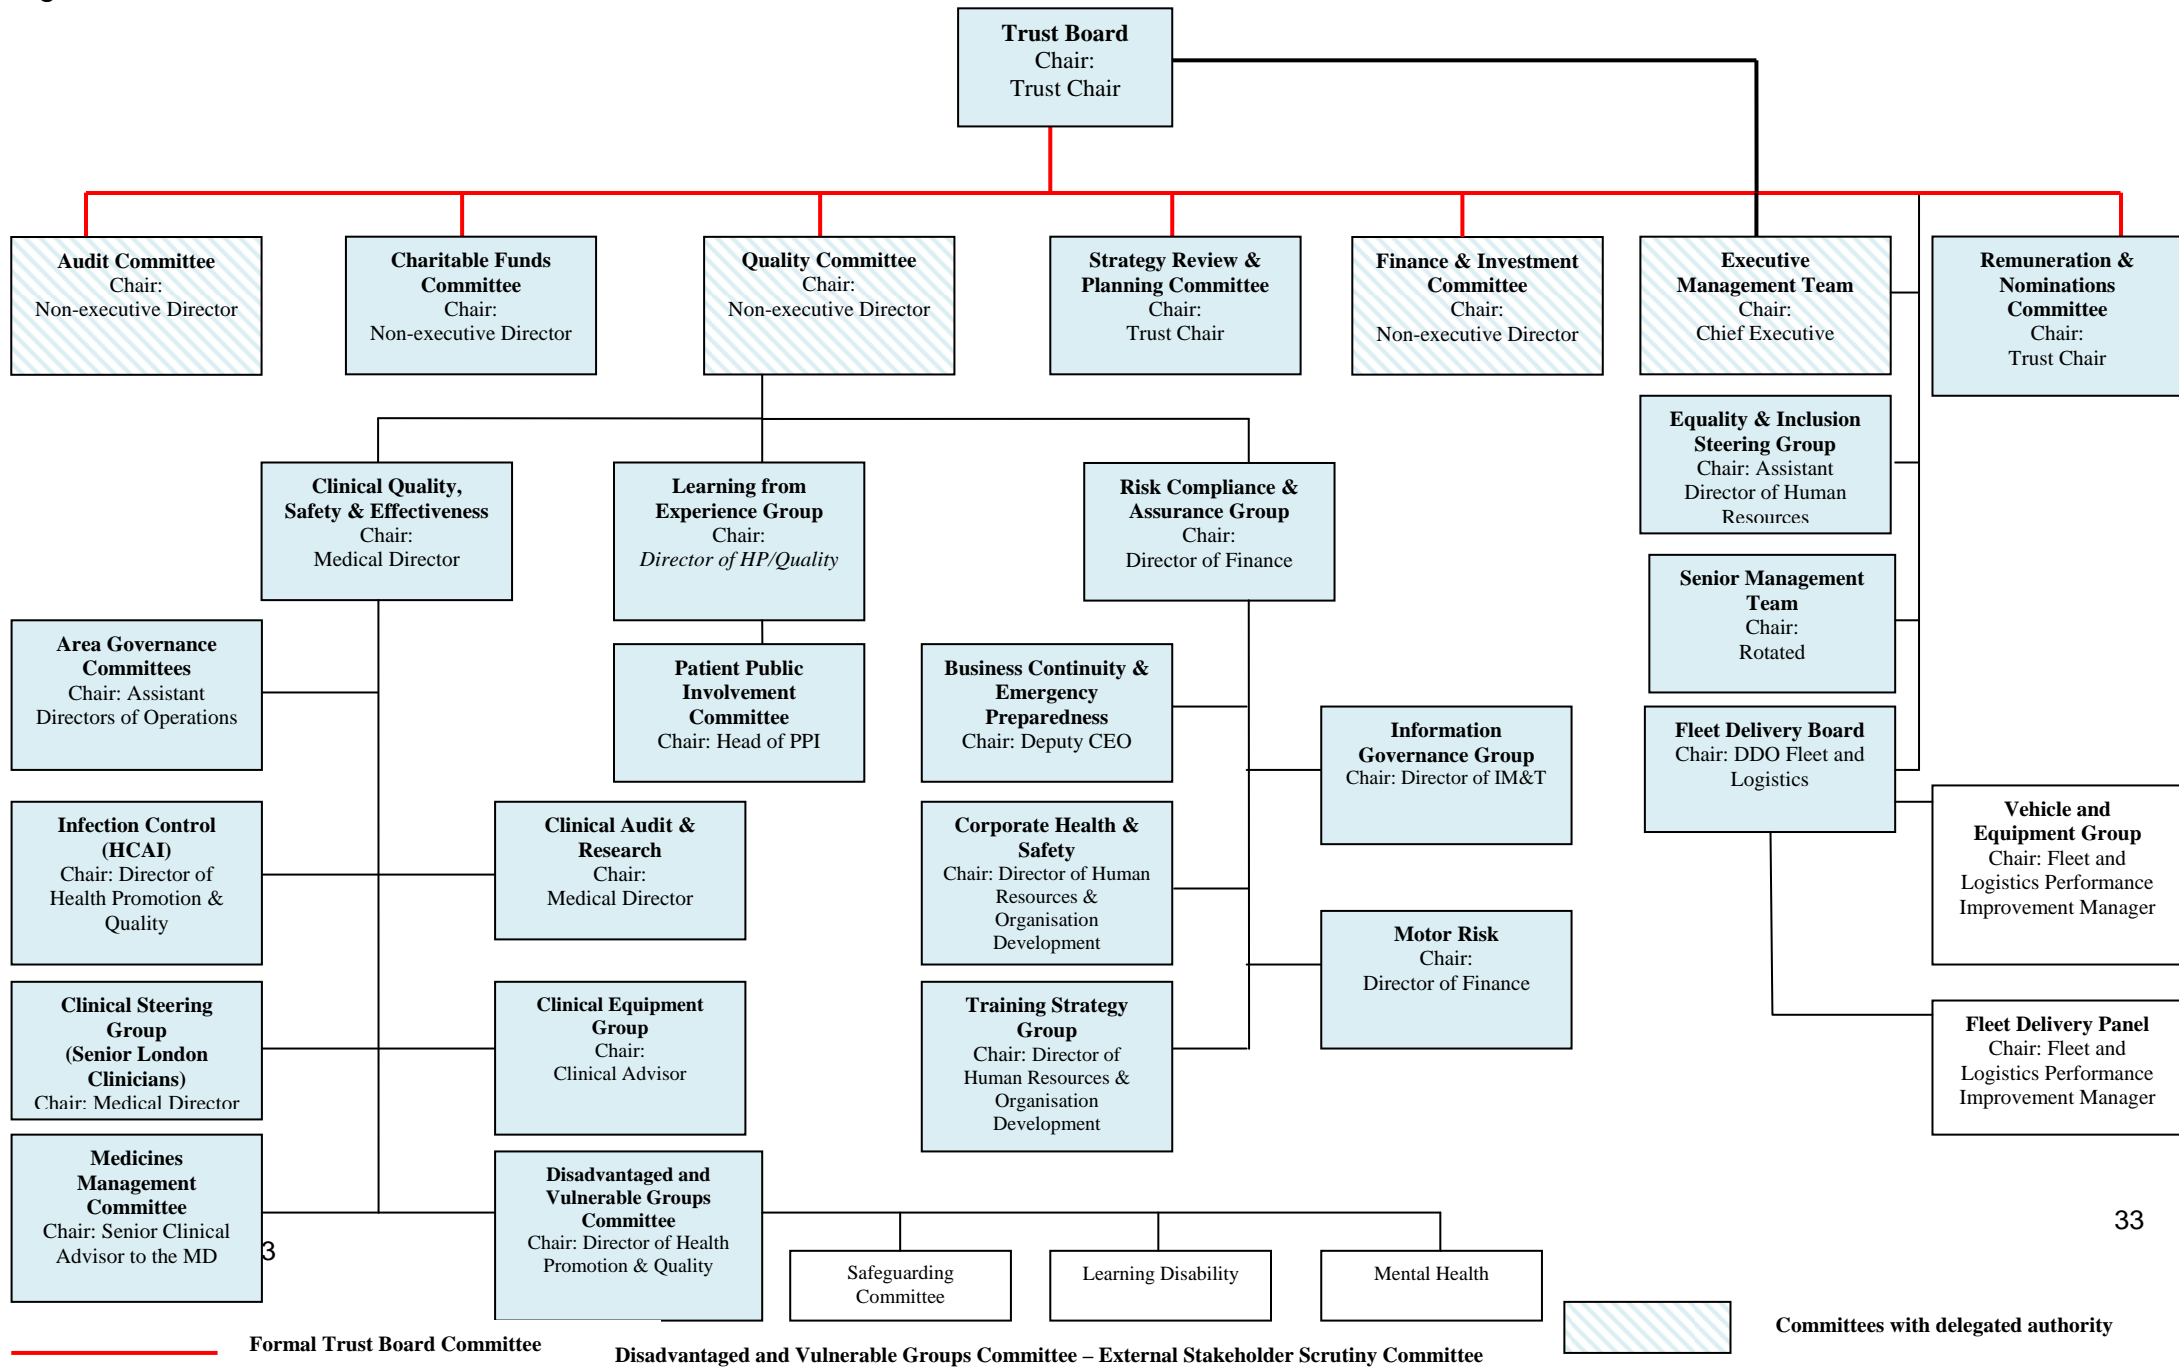 Trust Board
Chair:
Trust Chair
Audit Committee
Chair:
Non-executive Director
Charitable Funds
Committee
Chair:
Non-executive Director
Quality Committee
Chair:
Non-executive Director
Strategy Review &
Planning Committee
Chair:
Trust Chair
Finance & Investment
Committee
Chair:
Non-executive Director
Executive
Management Team
Chair:
Chief Executive
Remuneration &
Nominations
Committee
Chair:
Trust Chair
Equality & Inclusion
Steering Group
Chair: Assistant
Director of Human
Resources
Clinical Quality,
Safety & Effectiveness
Chair:
Medical Director
Learning from
Experience Group
Chair:
Director of HP/Quality
Risk Compliance &
Assurance Group
Chair:
Director of Finance
Senior Management
Team
Chair:
Rotated
Area Governance
Committees
Chair: Assistant
Directors of Operations
Patient Public
Involvement
Committee
Chair: Head of PPI
Business Continuity &
Emergency
Preparedness
Chair: Deputy CEO
Information
Governance Group
Chair: Director of IM&T
Fleet Delivery Board
Chair: DDO Fleet and
Logistics
Vehicle and
Equipment Group
Chair: Fleet and
Logistics Performance
Improvement Manager
Infection Control
(HCAI)
Chair: Director of
Health Promotion &
Quality
Clinical Audit &
Research
Chair:
Medical Director
Corporate Health &
Safety
Chair: Director of Human
Resources &
Organisation
Development
Motor Risk
Chair:
Director of Finance
Clinical Steering
Group
(Senior London
Clinicians)
Chair: Medical Director
Clinical Equipment
Group
Chair:
Clinical Advisor
Training Strategy
Group
Chair: Director of
Human Resources &
Organisation
Development
Fleet Delivery Panel
Chair: Fleet and
Logistics Performance
Improvement Manager
Medicines
Management
Committee
Chair: Senior Clinical
Advisor to the MD
3
Disadvantaged and
Vulnerable Groups
Committee
Chair: Director of Health
Promotion & Quality
Safeguarding
Committee
Learning Disability
Mental Health
33
Formal Trust Board Committee
Disadvantaged and Vulnerable Groups Committee – External Stakeholder Scrutiny Committee
Committees with delegated authority